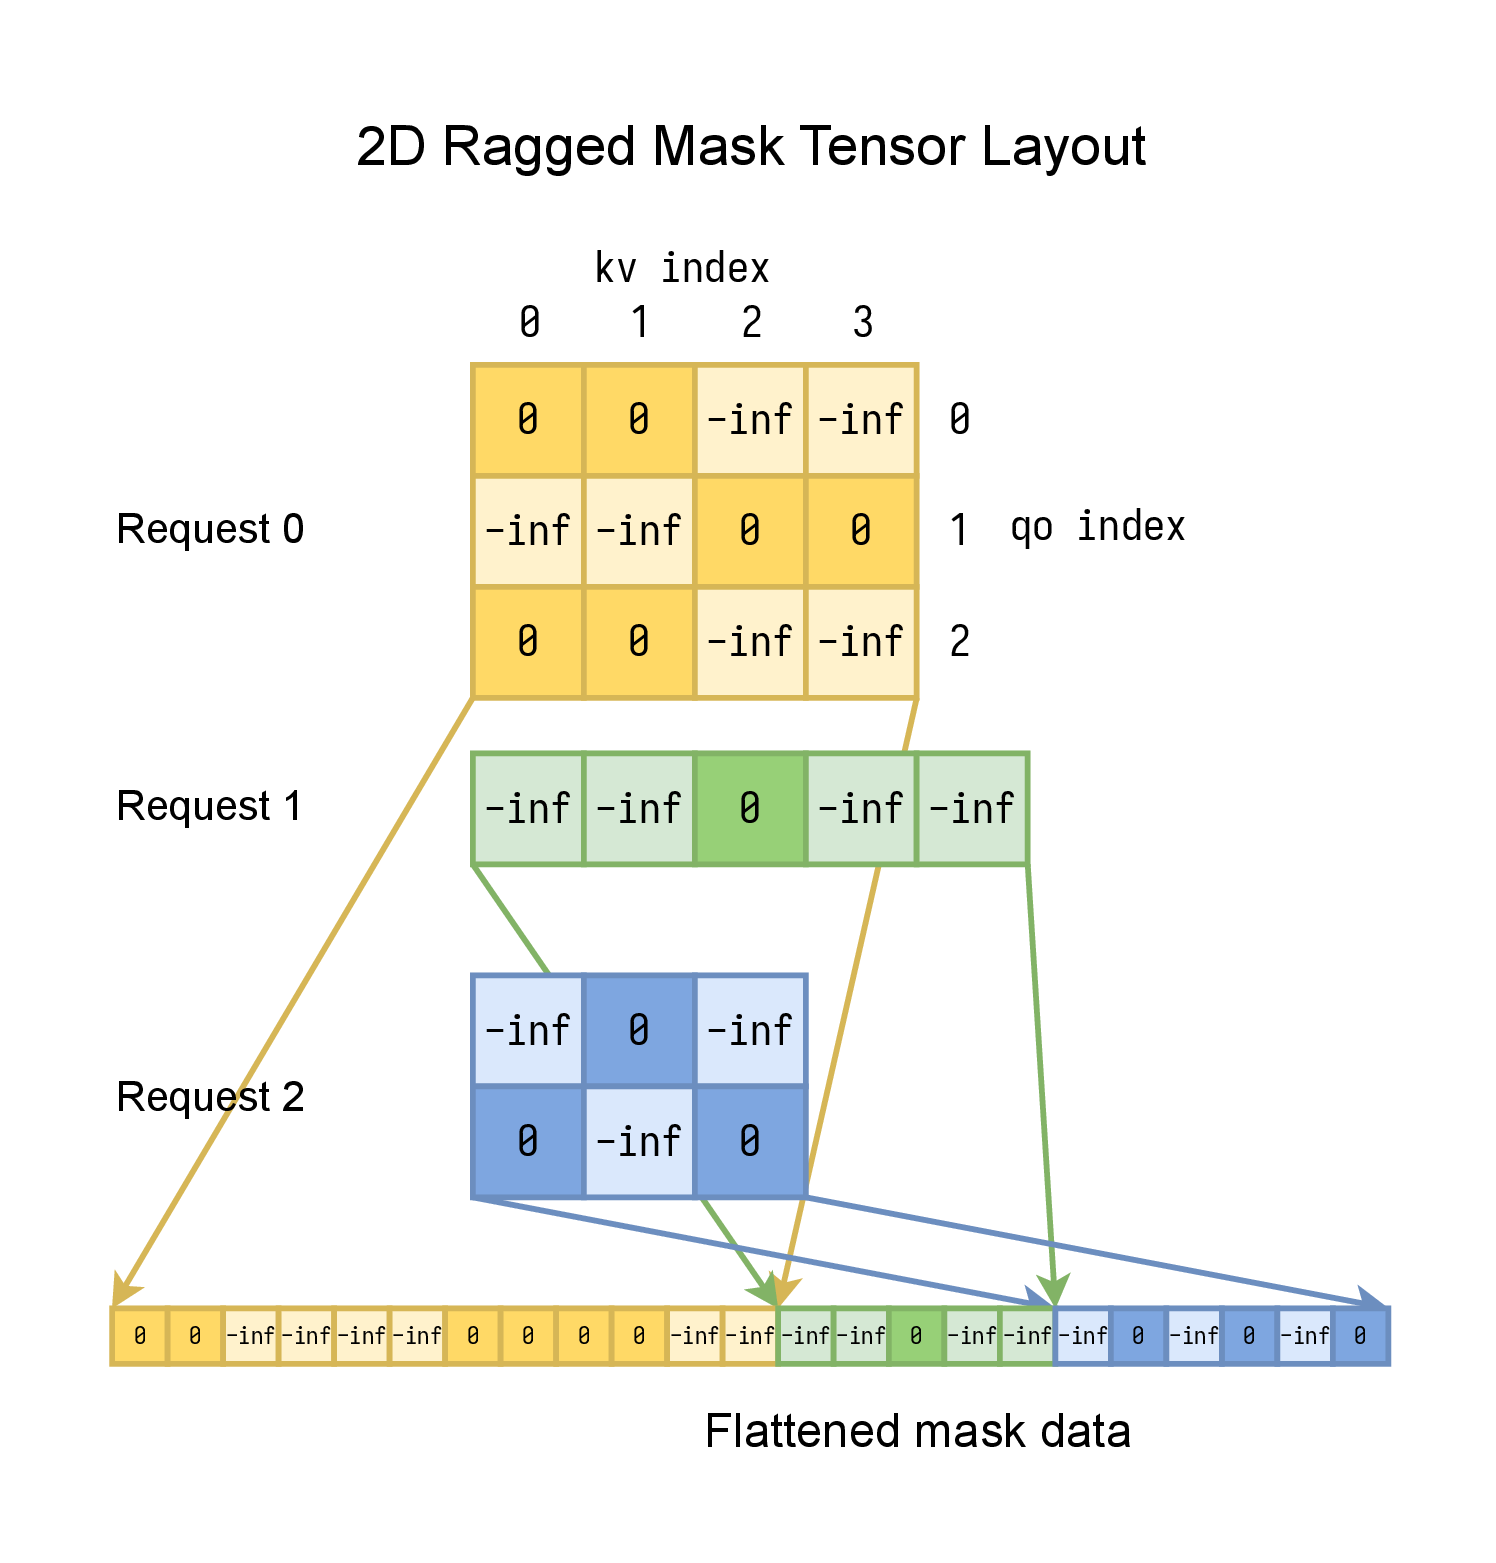 2D Ragged Mask Tensor Layout
kv index
0 1 2 3
0 0 -inf -inf 0
Request 0 -inf -inf 0 0 1 qo index
0 0 -inf -inf 2
Request 1 -inf -inf 0 -inf -inf
-inf 0 -inf
Request 2
0 -inf 0
0 0 -inf -inf -inf -inf 0 0 0 0 -inf -inf -inf -inf 0 -inf -inf -inf 0 -inf 0 -inf 0
Flattened mask data